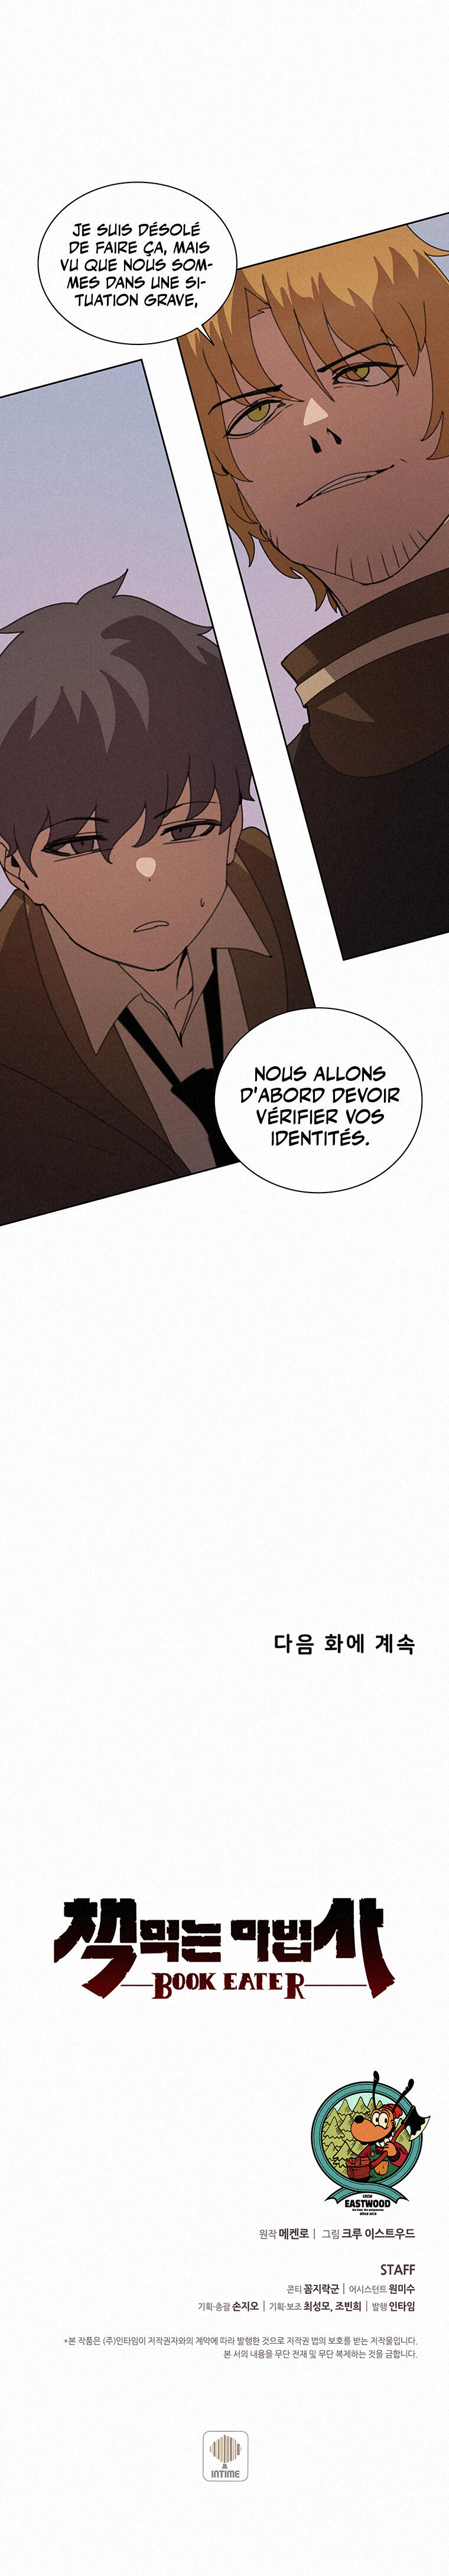 JE SUIS DÉSOLÉ
DE FAIRE ÇA, MAIS
VU QUE NOUS SOM-
MES DANS UNE SI-
TUATION GRAVE,
NOUS ALLONS
D'ABORD DEVOIR
VÉRIFIER VOS
IDENTITÉS.
다음 화에 계속
책먹는 마법사
BOOK EATER
CREW
EASTWOOD
SINCE 2019
원작 메켄로 | 그림 크루 이스트우드
STAFF
콘티 꼼지락군 | 어시스턴트 원미수
기획·총괄 손지오 | 기획·보조 최성모, 조빈희 | 발행 인타임
*본 작품은 (주)인타임이 저작권자와의 계약에 따라 발행한 것으로 저작권 법의 보호를 받는 저작물입니다.
본 서의 내용을 무단 전재 및 무단 복제하는 것을 금합니다.
INTIME